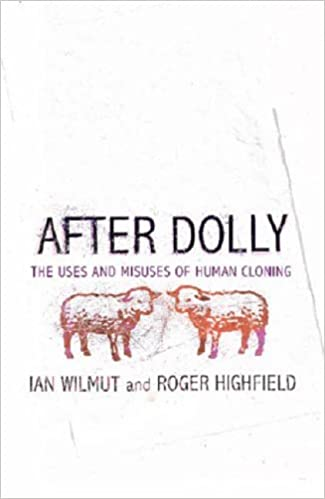 AFTER DOLLY
THE USES AND MISUSES OF HUMAN CLONING
IAN WILMUT and ROGER HIGHFIELD